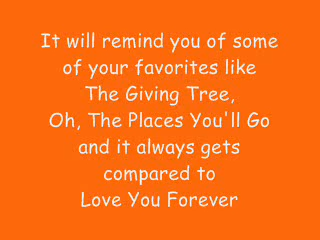 It will remind you of some
of your favorites like
The Giving Tree,
Oh, The Places You'll Go
and it always gets
compared to
Love You Forever